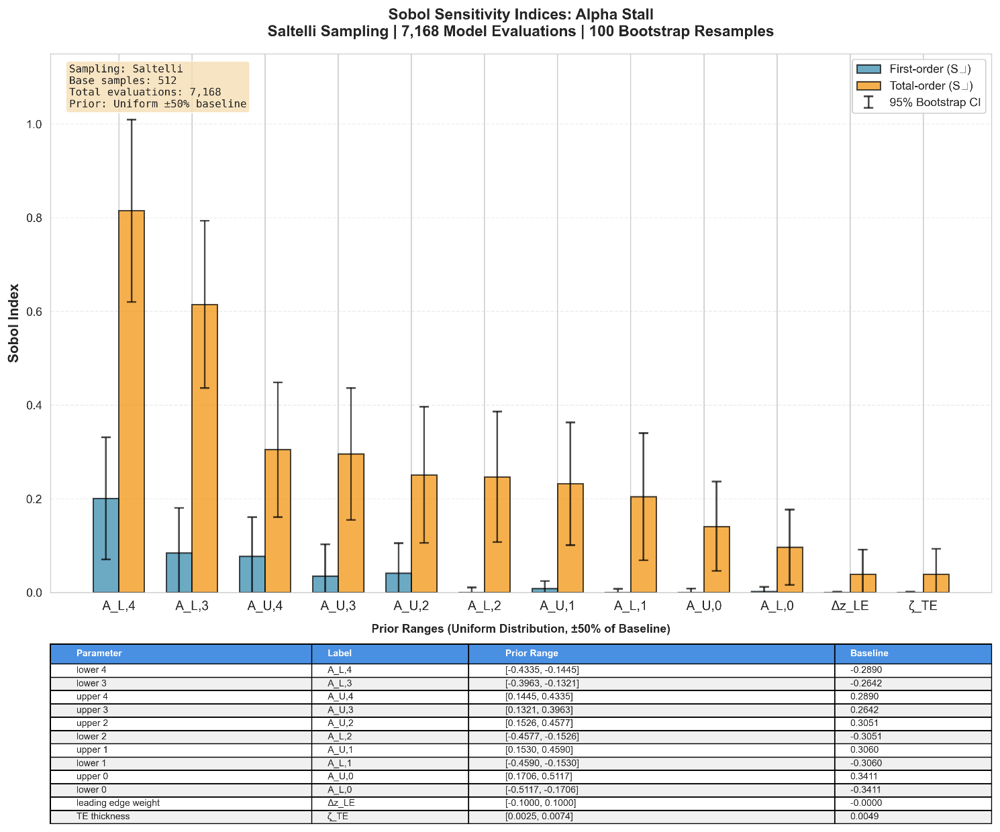 Sobol Sensitivity Indices: Alpha Stall
Saltelli Sampling | 7,168 Model Evaluations | 100 Bootstrap Resamples
Sampling: Saltelli
Base samples: 512
Total evaluations: 7,168
Prior: Uniform ±50% baseline
First-order (S□)
Total-order (S□)
95% Bootstrap CI
Sobol Index
1.0
0.8
0.6
0.4
0.2
0.0
A_L,4 A_L,3 A_U,4 A_U,3 A_U,2 A_L,2 A_U,1 A_L,1 A_U,0 A_L,0 Δz_LE ζ_TE
Prior Ranges (Uniform Distribution, ±50% of Baseline)
Parameter Label Prior Range Baseline
lower 4 A_L,4 [-0.4335, -0.1445] -0.2890
lower 3 A_L,3 [-0.3963, -0.1321] -0.2642
upper 4 A_U,4 [0.1445, 0.4335] 0.2890
upper 3 A_U,3 [0.1321, 0.3963] 0.2642
upper 2 A_U,2 [0.1526, 0.4577] 0.3051
lower 2 A_L,2 [-0.4577, -0.1526] -0.3051
upper 1 A_U,1 [0.1530, 0.4590] 0.3060
lower 1 A_L,1 [-0.4590, -0.1530] -0.3060
upper 0 A_U,0 [0.1706, 0.5117] 0.3411
lower 0 A_L,0 [-0.5117, -0.1706] -0.3411
leading edge weight Δz_LE [-0.1000, 0.1000] -0.0000
TE thickness ζ_TE [0.0025, 0.0074] 0.0049